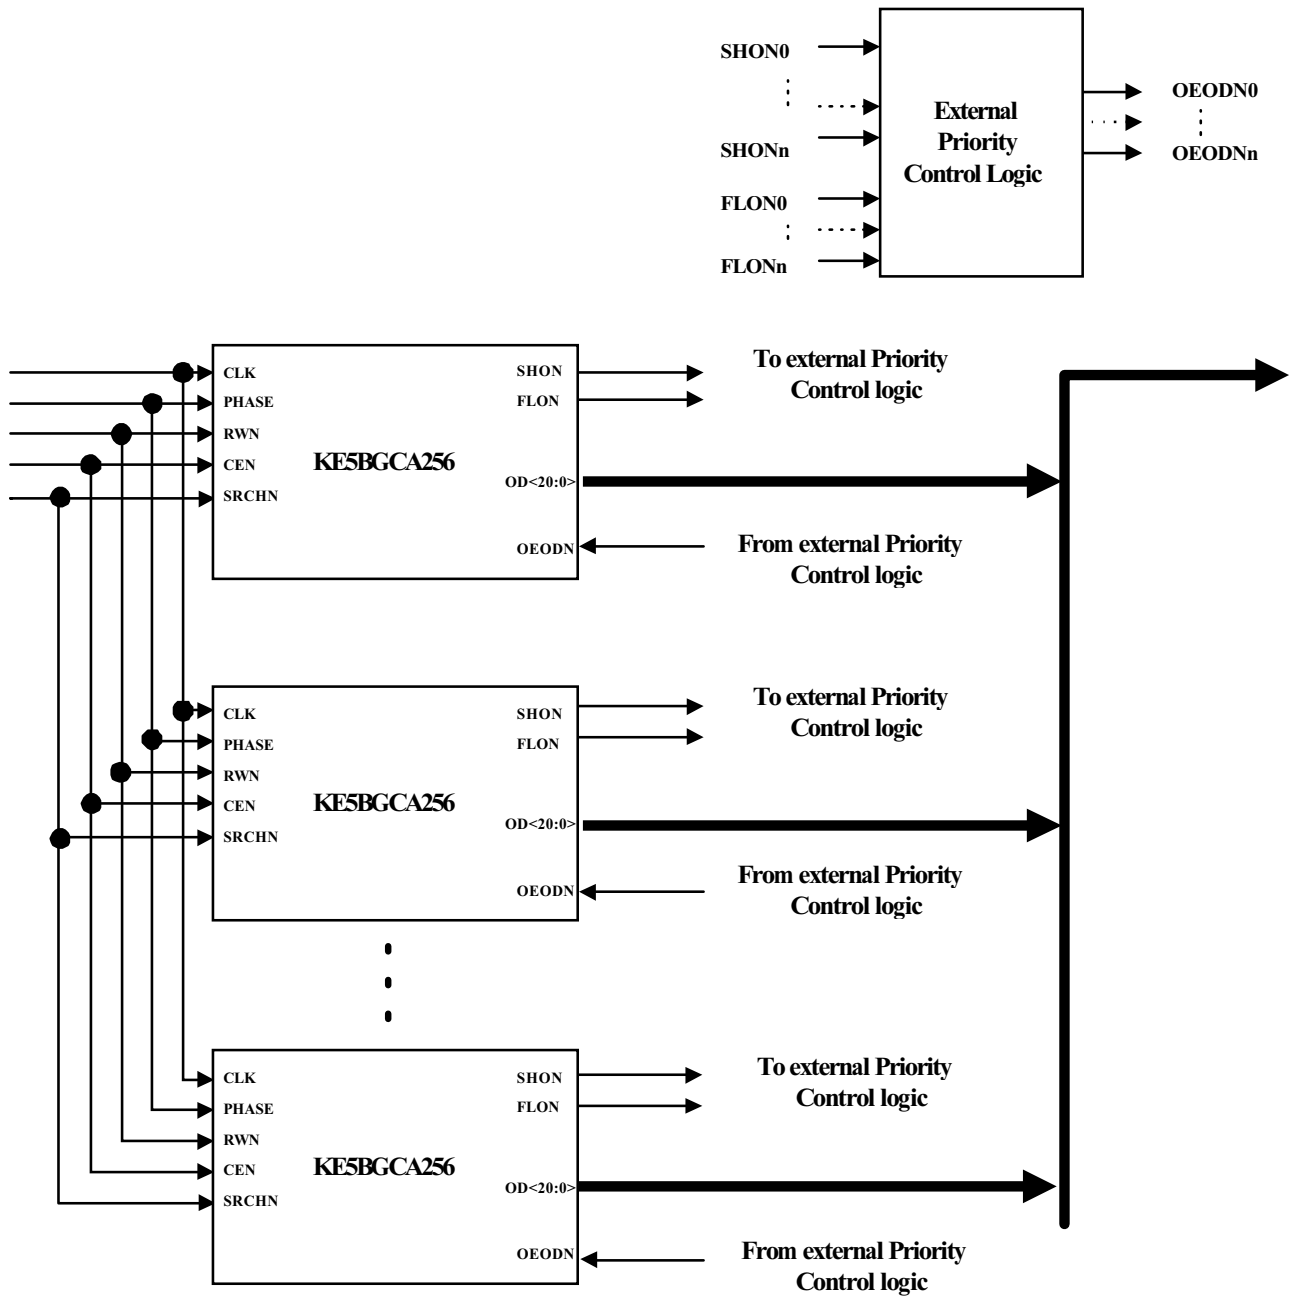 SHON0
SHONn
FLON0
FLONn
External
Priority
Control Logic
OEODN0
OEODNn
CLK
PHASE
RWN
CEN
SRCHN
KE5BGCA256
SHON
FLON
OD<20:0>
OEODN
To external Priority
Control logic
From external Priority
Control logic
CLK
PHASE
RWN
CEN
SRCHN
KE5BGCA256
SHON
FLON
OD<20:0>
OEODN
To external Priority
Control logic
From external Priority
Control logic
CLK
PHASE
RWN
CEN
SRCHN
KE5BGCA256
SHON
FLON
OD<20:0>
OEODN
To external Priority
Control logic
From external Priority
Control logic